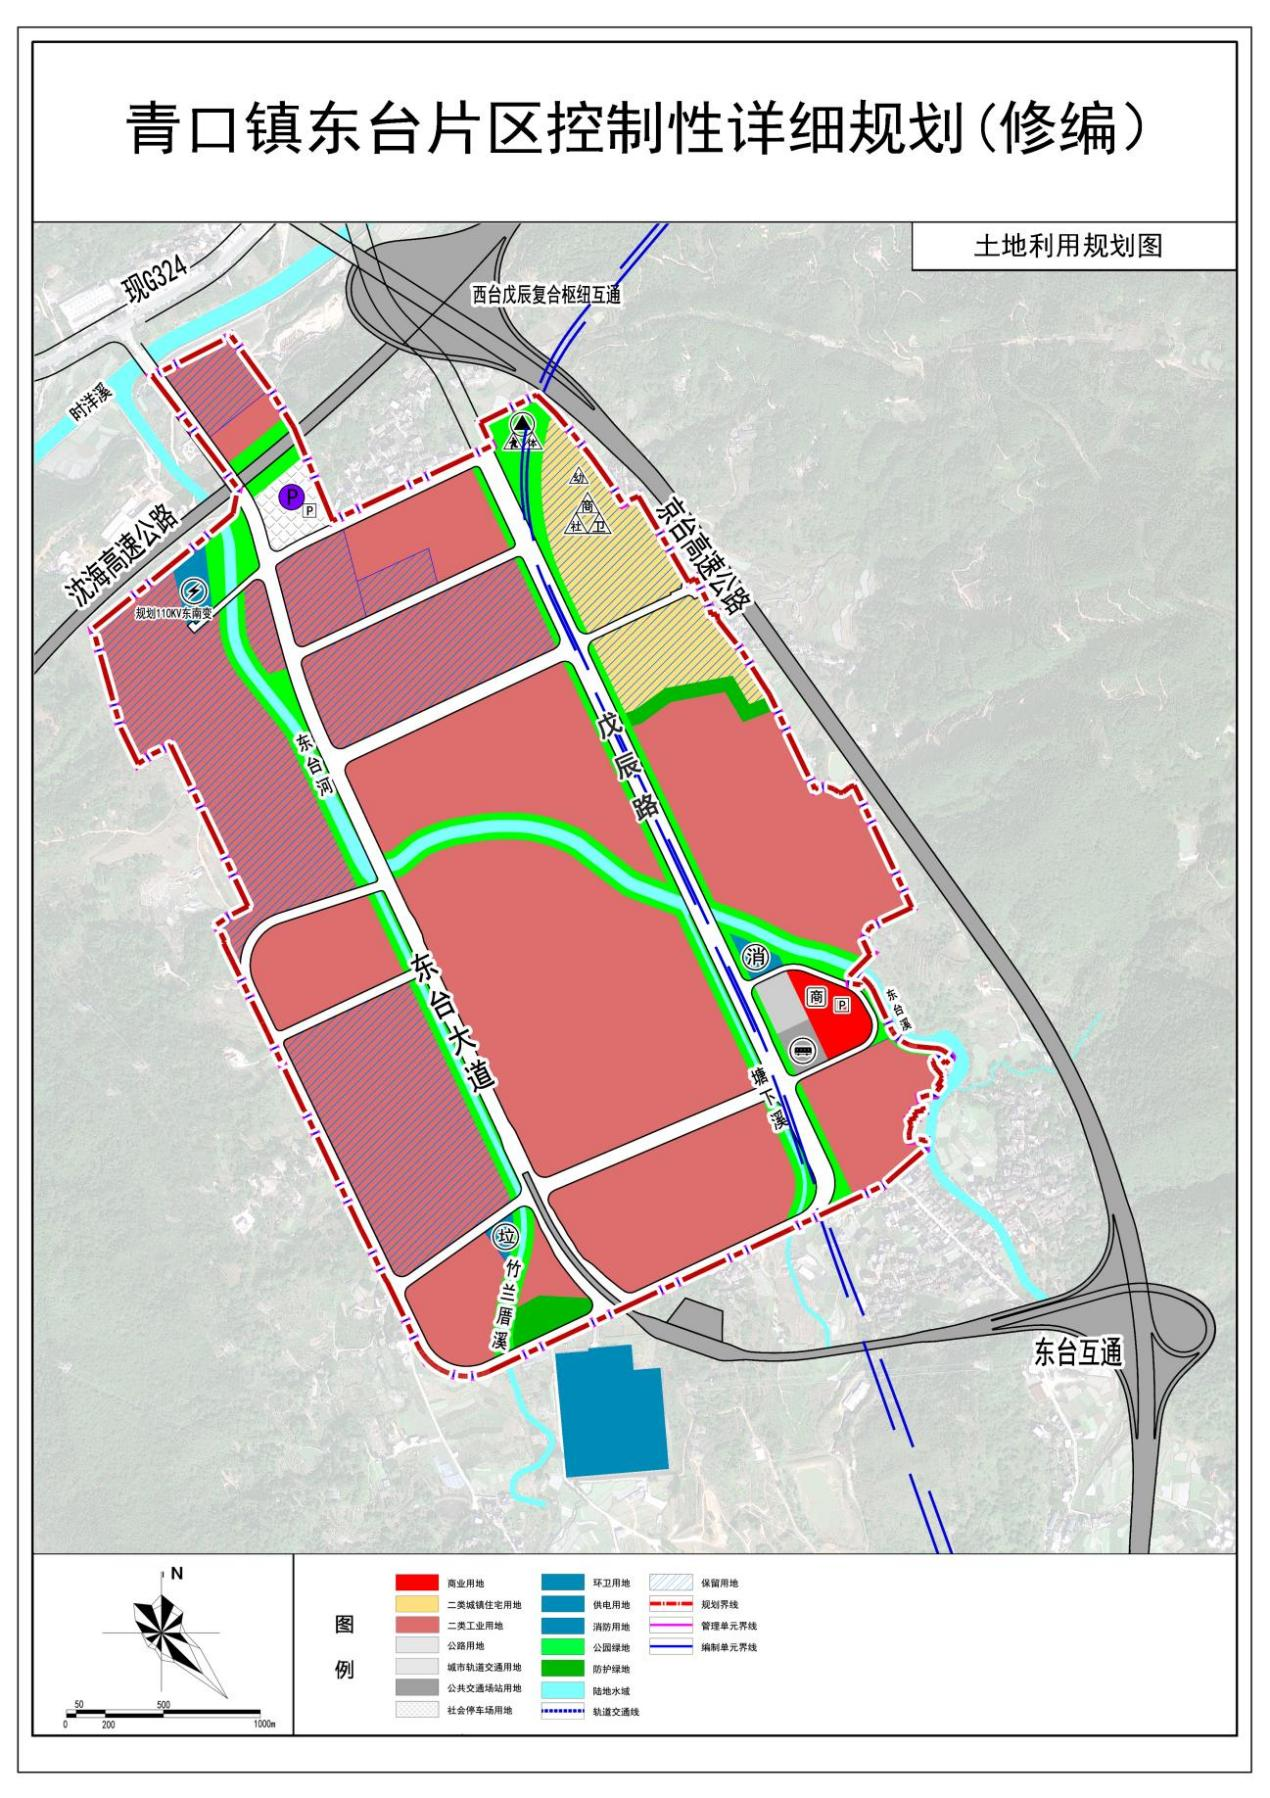 青口镇东台片区控制性详细规划(修编)
土地利用规划图
现G324
西台戊辰复合枢纽互通
时洋溪
体
幼
商
社 卫
P
P
京台高速公路
沈海高速公路
规划110KV东南变
戊辰路
东台河
消
商
P
东台溪
东台大道
塘下溪
垃
竹兰厝溪
东台互通
N
50 500
0 200 1000m
图例
商业用地
二类城镇住宅用地
二类工业用地
公路用地
城市轨道交通用地
公共交通场站用地
社会停车场用地
环卫用地
供电用地
消防用地
公园绿地
防护绿地
陆地水域
轨道交通线
保留用地
规划界线
管理单元界线
编制单元界线